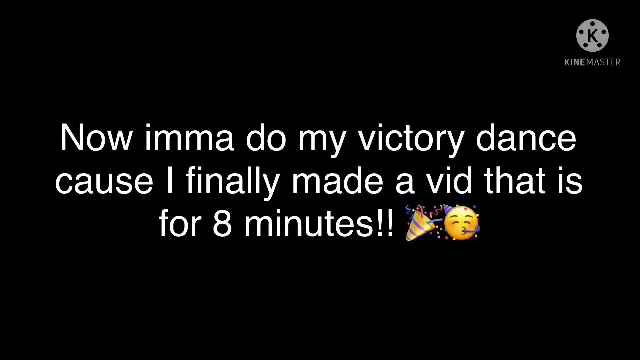 KINEMASTER
Now imma do my victory dance
cause I finally made a vid that is
for 8 minutes!! 🎉🥳